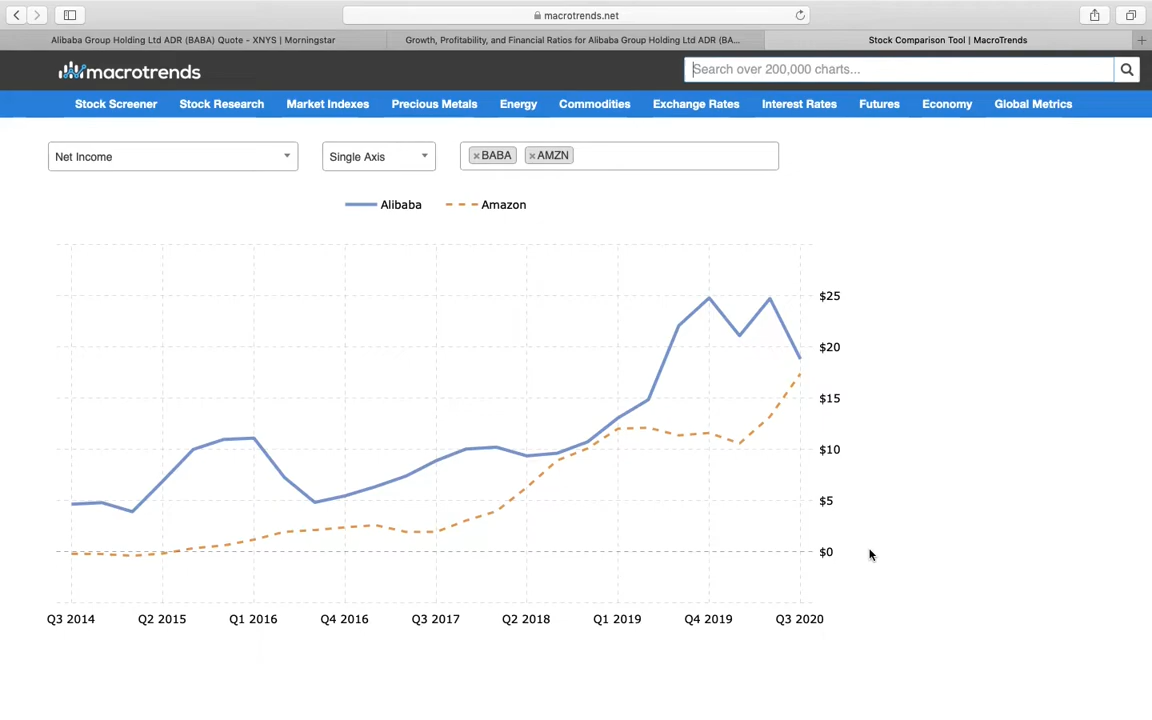 macrotrends.net
Alibaba Group Holding Ltd ADR (BABA) Quote - XNYS | Morningstar
Growth, Profitability, and Financial Ratios for Alibaba Group Holding Ltd ADR (BA...
Stock Comparison Tool | MacroTrends
macrotrends
Search over 200,000 charts...
Stock Screener Stock Research Market Indexes Precious Metals Energy Commodities Exchange Rates Interest Rates Futures Economy Global Metrics
Net Income Single Axis ×BABA ×AMZN
Alibaba Amazon
$25
$20
$15
$10
$5
$0
Q3 2014 Q2 2015 Q1 2016 Q4 2016 Q3 2017 Q2 2018 Q1 2019 Q4 2019 Q3 2020